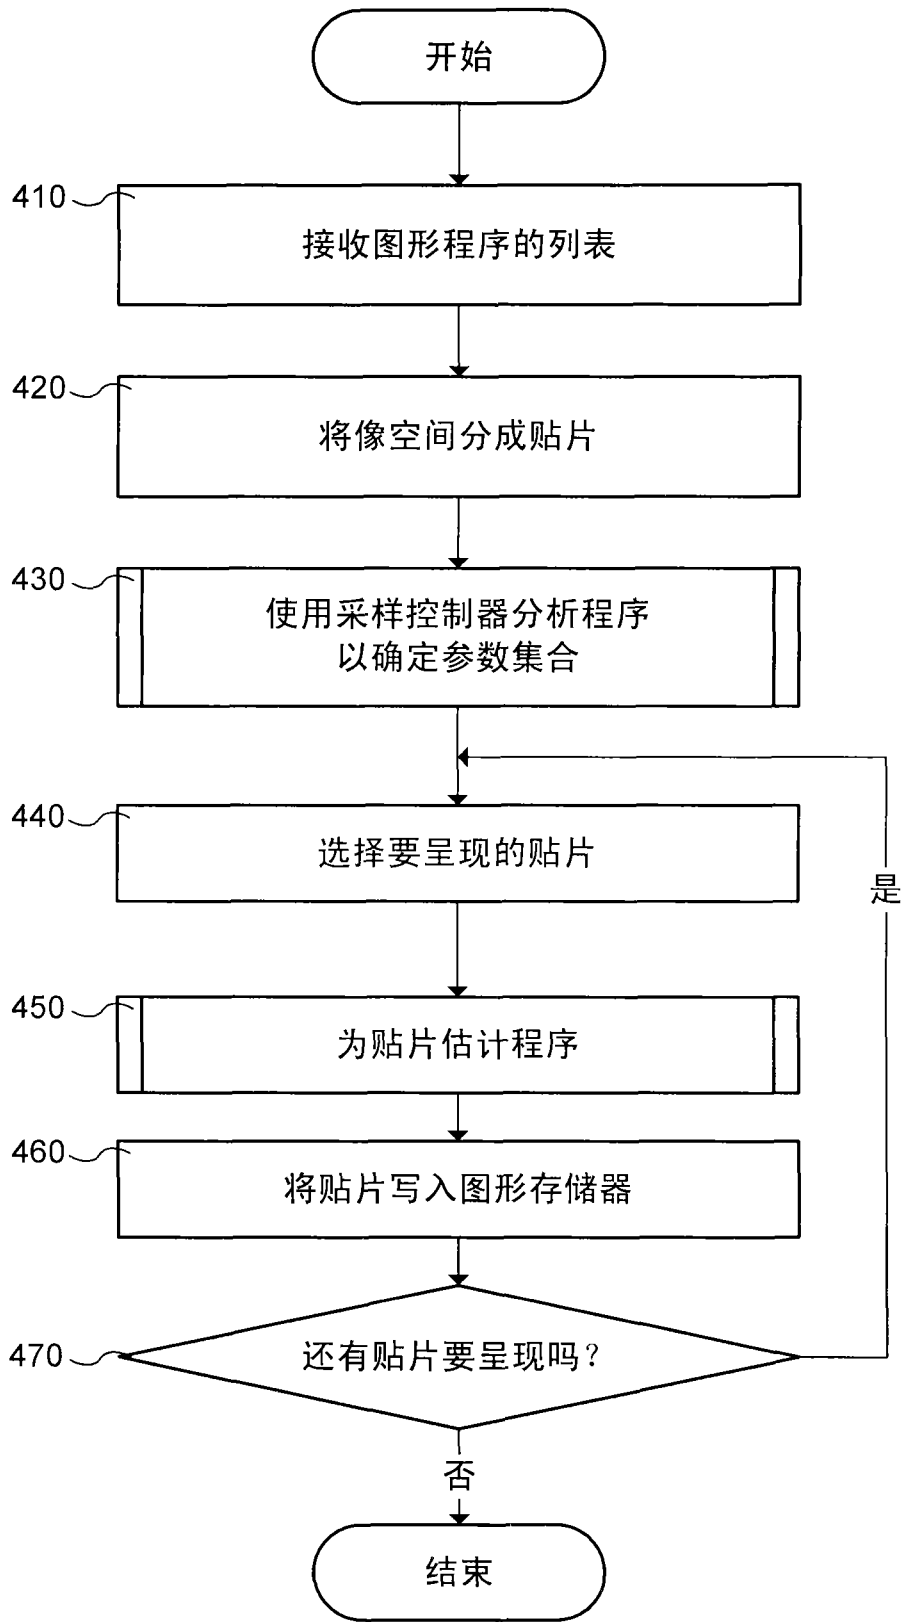 开始
410
接收图形程序的列表
420
将像空间分成贴片
430
使用采样控制器分析程序
以确定参数集合
440
选择要呈现的贴片
是
450
为贴片估计程序
460
将贴片写入图形存储器
470
还有贴片要呈现吗？
否
结束